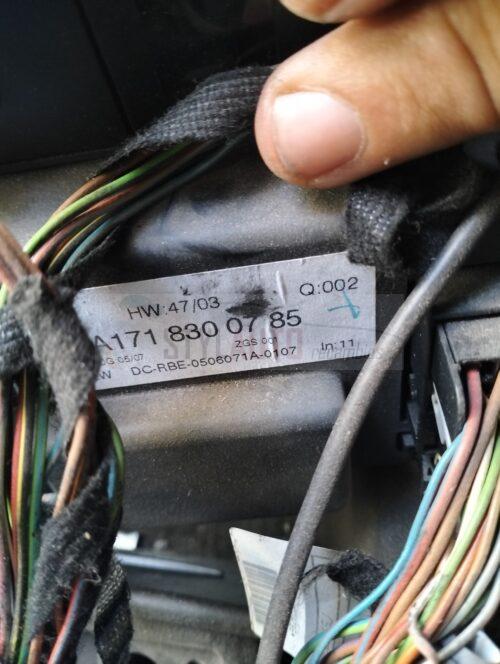 HW:47/03 Q:002
A171 830 07 85
ZGS 001
DC-RBE-0506071A-0107 In:11